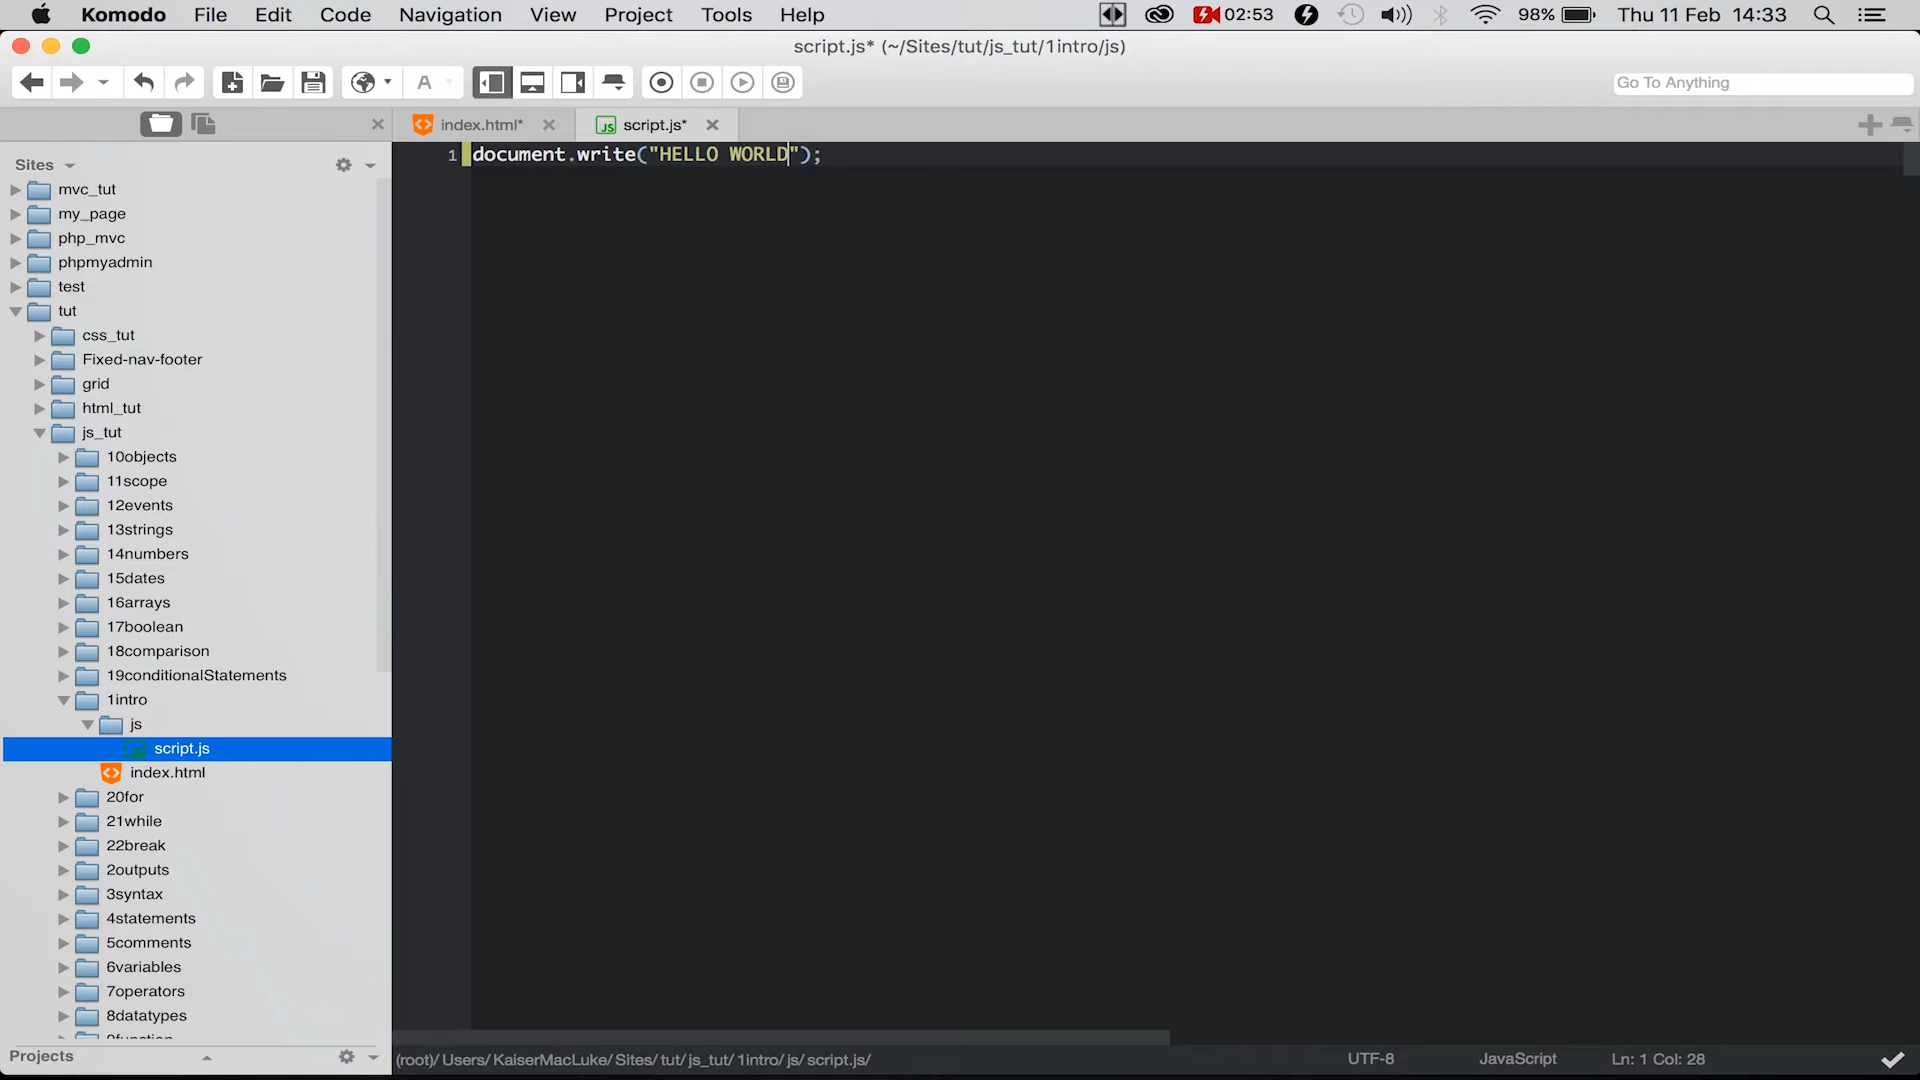 Komodo File Edit Code Navigation View Project Tools Help 02:53 98% Thu 11 Feb 14:33
script.js* (~/Sites/tut/js_tut/1intro/js)
A Go To Anything
index.html* JS script.js*
Sites
1 document.write("HELLO WORLD");
mvc_tut
my_page
php_mvc
phpmyadmin
test
tut
css_tut
Fixed-nav-footer
grid
html_tut
js_tut
10objects
11scope
12events
13strings
14numbers
15dates
16arrays
17boolean
18comparison
19conditionalStatements
1intro
js
script.js
index.html
20for
21while
22break
2outputs
3syntax
4statements
5comments
6variables
7operators
8datatypes
9function
Projects
(root)/ Users/ KaiserMacLuke/ Sites/ tut/ js_tut/ 1intro/ js/ script.js/ UTF-8 JavaScript Ln: 1 Col: 28